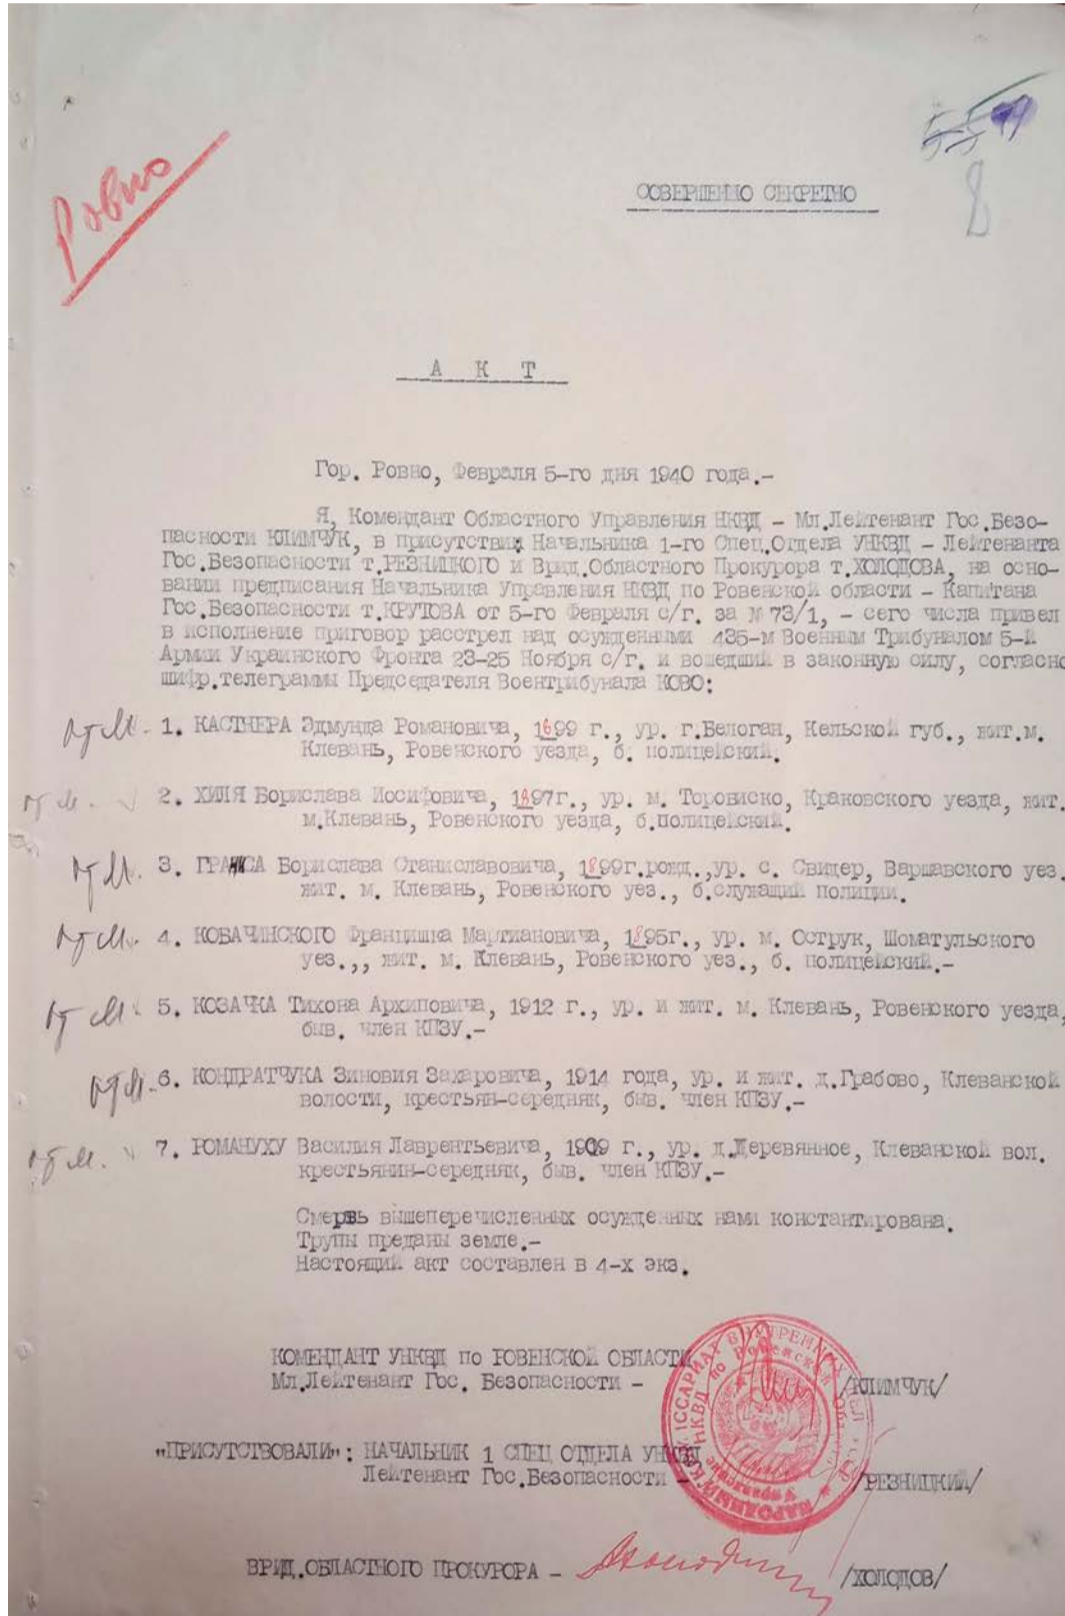 Ровно
8
СОВЕРШЕННО СЕКРЕТНО
А К Т
Гор. Ровно, Февраля 5-го дня 1940 года.-
Я, Комендант Областного Управления НКВД - Мл.Лейтенант Гос.Безо-
пасности КЛИМЧУК, в присутствии Начальника 1-го Спец.Отдела УНКВД - Лейтенанта
Гос.Безопасности т.РЕЗНИЦКОГО и Врид.Областного Прокурора т.ХОЛОДОВА, на осно-
вании предписания Начальника Управления НКВД по Ровенской области - Капитана
Гос.Безопасности т.КРУТОВА от 5-го Февраля с/г. за № 73/1, - сего числа привел
в исполнение приговор расстрел над осужденными 435-м Военным Трибуналом 5-й
Армии Украинского Фронта 23-25 Ноября с/г. и вошедший в законную силу, согласно
шифр.телеграммы Председателя Воентрибунала КОВО:
1. КАСТНЕРА Эдмунда Романовича, 1899 г., ур. г.Белоган, Кельской губ., жит.м.
Клевань, Ровенского уезда, б. полицейский.
2. ХИЛЯ Борислава Иосифовича, 1897г., ур. м. Торовиско, Краковского уезда, жит.
м.Клевань, Ровенского уезда, б.полицейский.
3. Борислава Станиславовича, 1899г.рожд.,ур. с. Свидер, Варшавского уез.
жит. м. Клевань, Ровенского уез., б.служащий полиции.
4. КОБАЧИНСКОГО Францишка Мартиановича, 1895г., ур. м. Острук, Шоматульского
уез.,, жит. м. Клевань, Ровенского уез., б. полицейский.-
5. КОЗАЧКА Тихона Архиповича, 1912 г., ур. и жит. м. Клевань, Ровенского уезда,
быв. член КПЗУ.-
6. КОНДРАТЧУКА Зиновия Захаровича, 1914 года, ур. и жит. д.Грабово, Клеванской
волости, крестьян-середняк, быв. член КПЗУ.-
7. РОМАНУХУ Василия Лаврентьевича, 1909 г., ур. д.Деревянное, Клеванской вол.
крестьянин-середняк, быв. член КПЗУ.-
Смерть вышеперечисленных осужденных нами константирована.
Трупы преданы земле.-
Настоящий акт составлен в 4-х экз.
КОМЕНДАНТ УНКВД по РОВЕНСКОЙ ОБЛАСТИ
Мл.Лейтенант Гос. Безопасности - /КЛИМЧУК/
"ПРИСУТСТВОВАЛИ": НАЧАЛЬНИК 1 СПЕЦ ОТДЕЛА УНКВД
Лейтенант Гос.Безопасности - /РЕЗНИЦКИЙ/
ВРИД.ОБЛАСТНОГО ПРОКУРОРА - /ХОЛОДОВ/